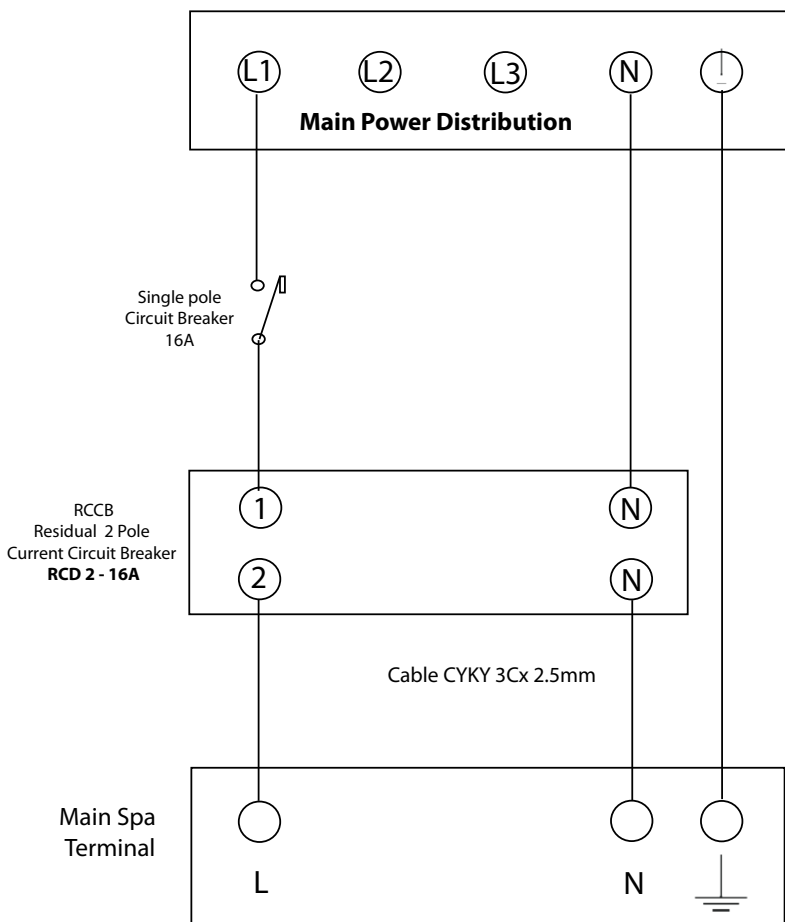 L1 L2 L3 N
Main Power Distribution
Single pole
Circuit Breaker
16A
1 N
RCCB
Residual 2 Pole
Current Circuit Breaker
RCD 2 - 16A
2 N
Cable CYKY 3Cx 2.5mm
Main Spa
Terminal
L N